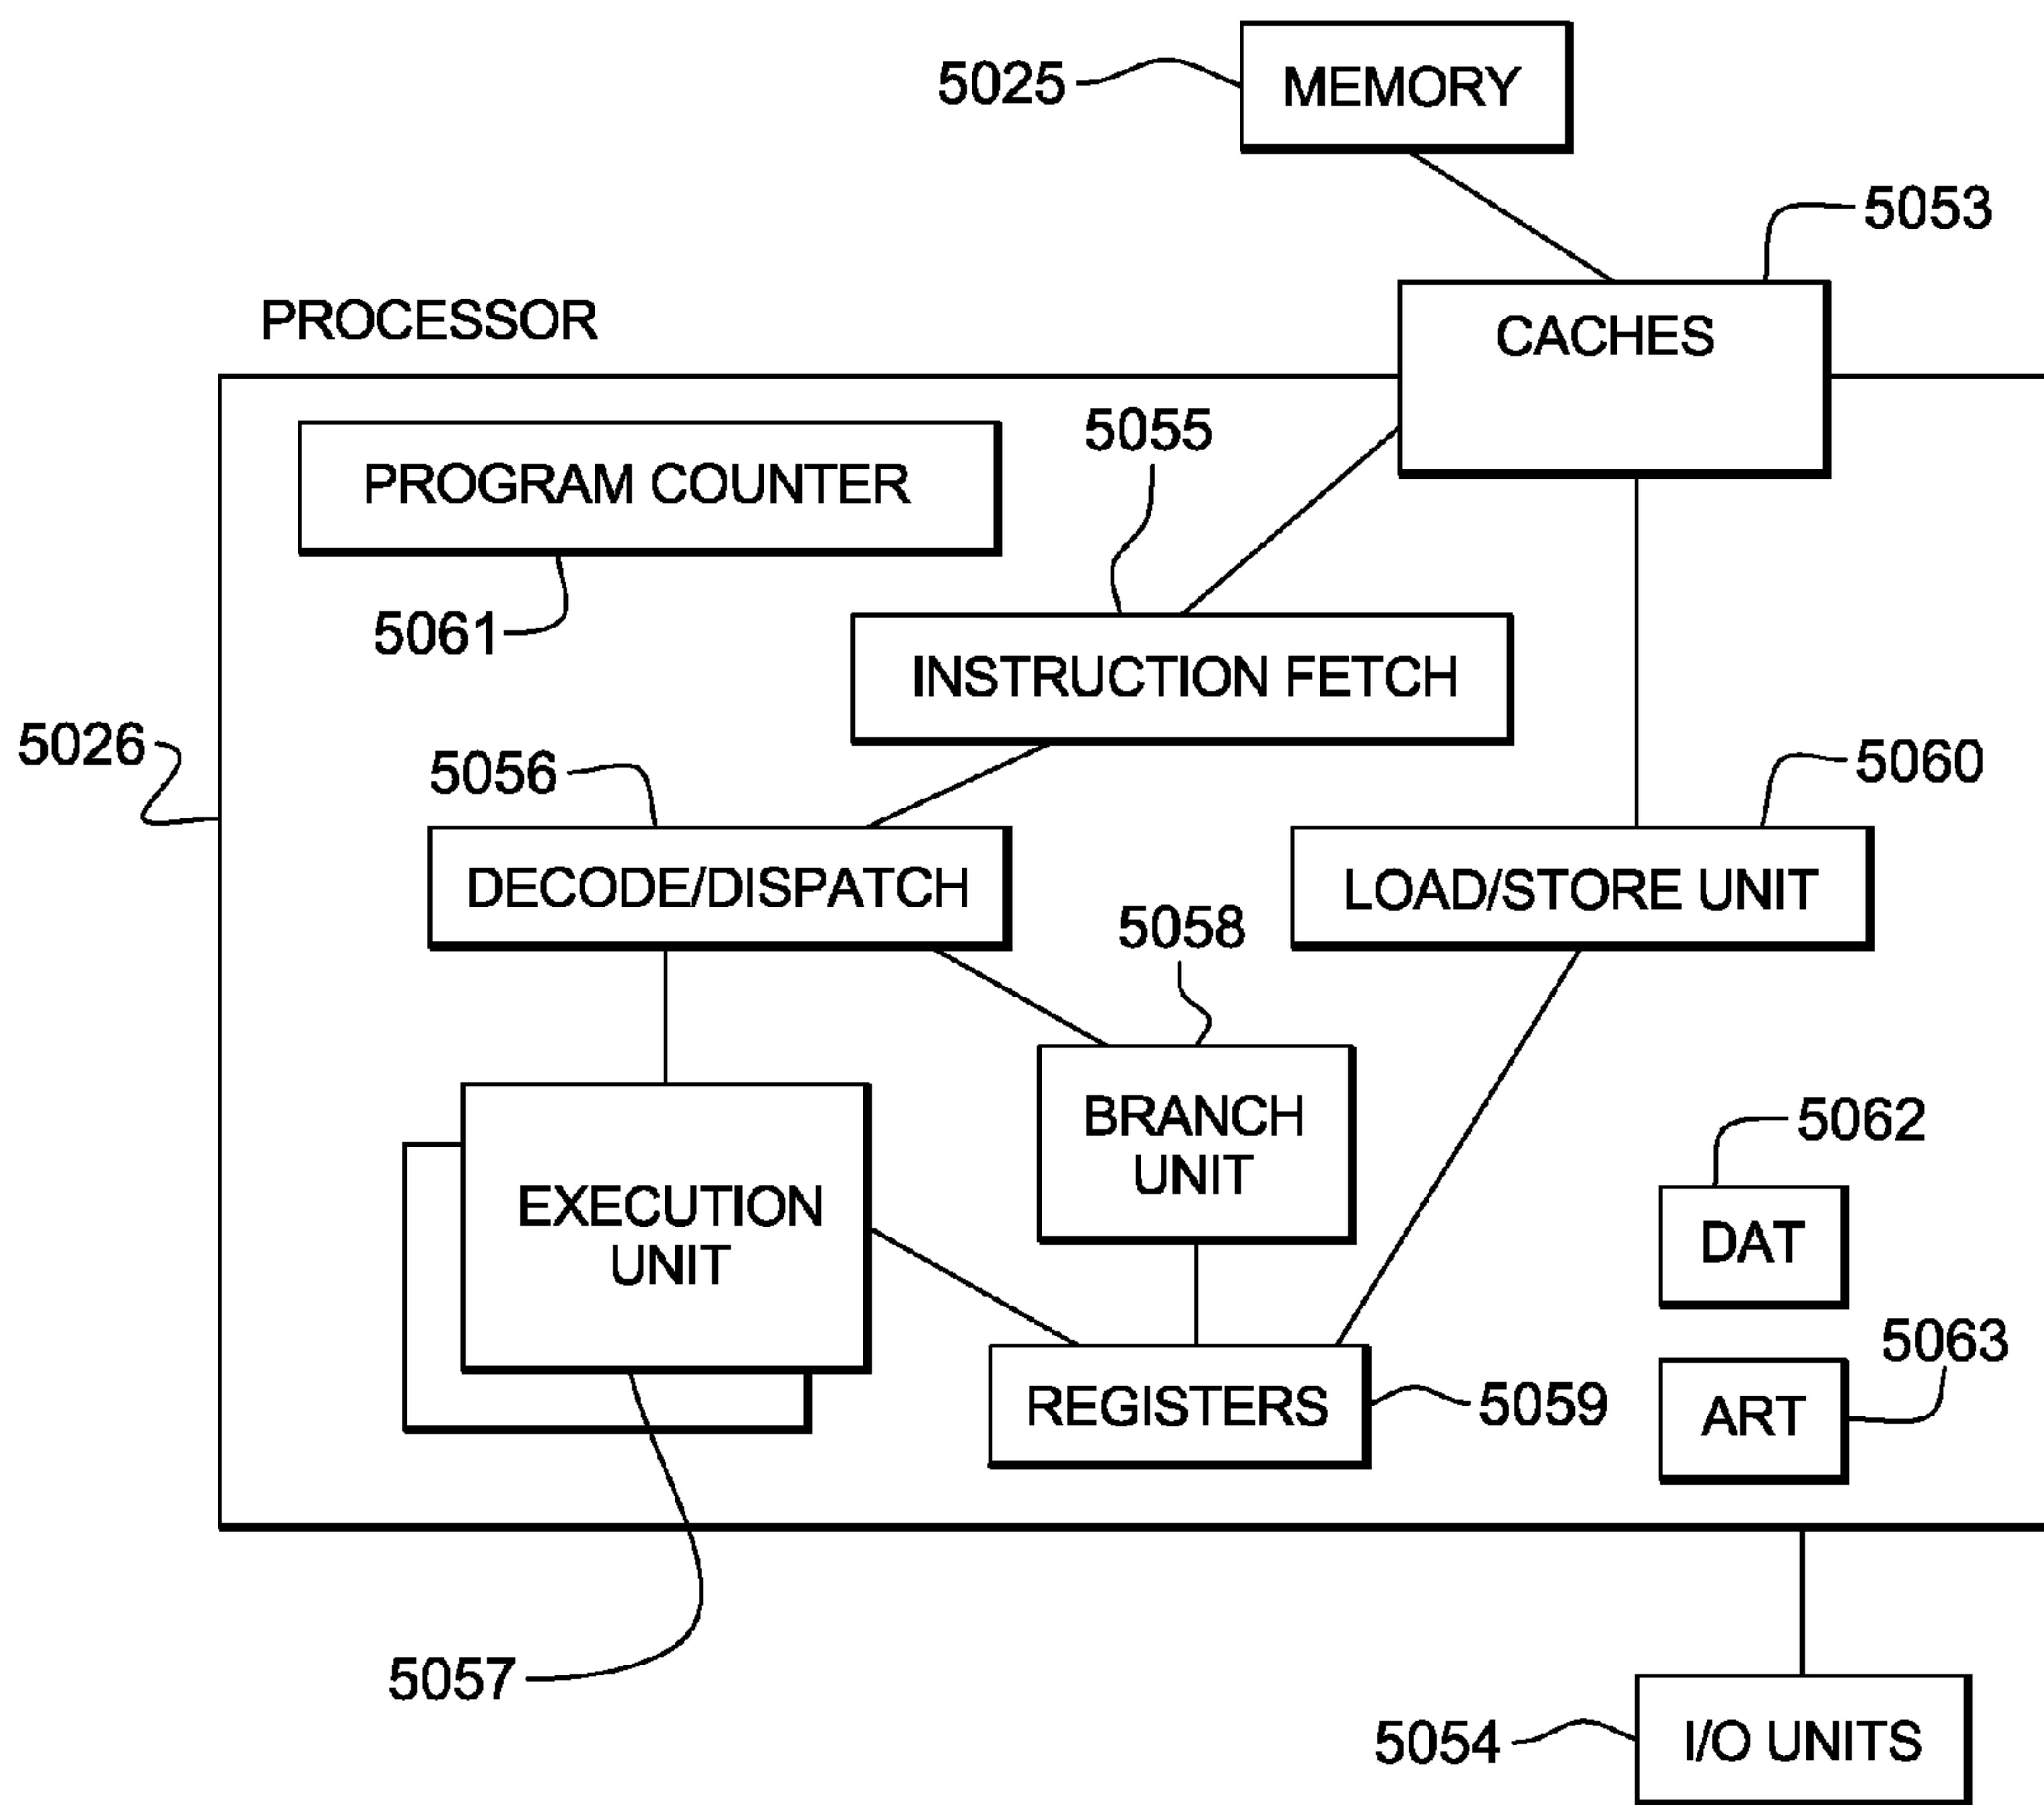 MEMORY
5025
5053
CACHES
PROCESSOR
5055
PROGRAM COUNTER
5061
INSTRUCTION FETCH
5026
5056
5060
DECODE/DISPATCH
LOAD/STORE UNIT
5058
BRANCH
UNIT
5062
EXECUTION
UNIT
DAT
5063
REGISTERS
5059
ART
5057
5054
I/O UNITS